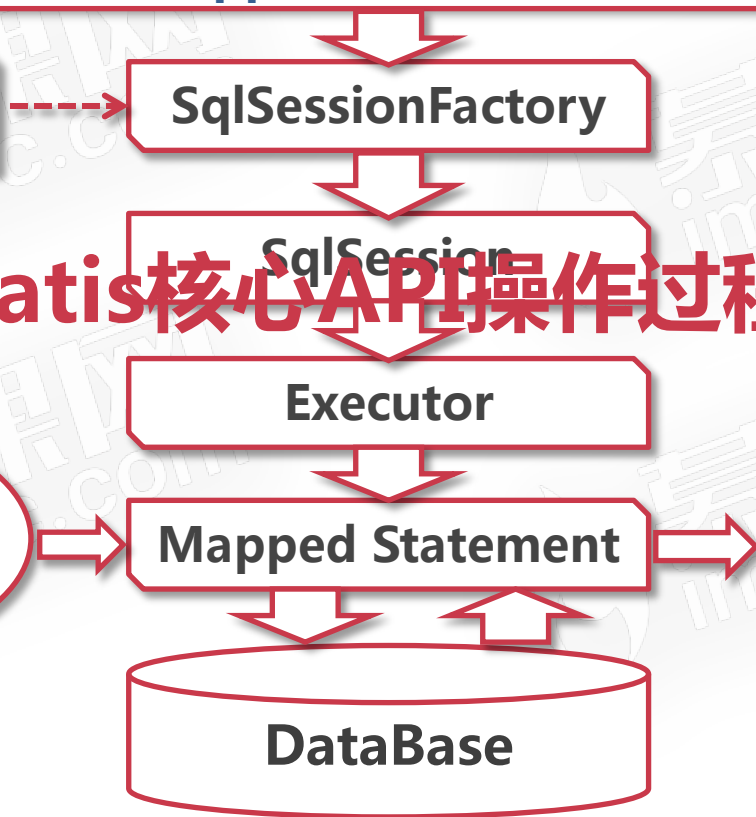 SqlSessionFactory
SqlSession
atis核心API操作过程
Executor
Mapped Statement
DataBase